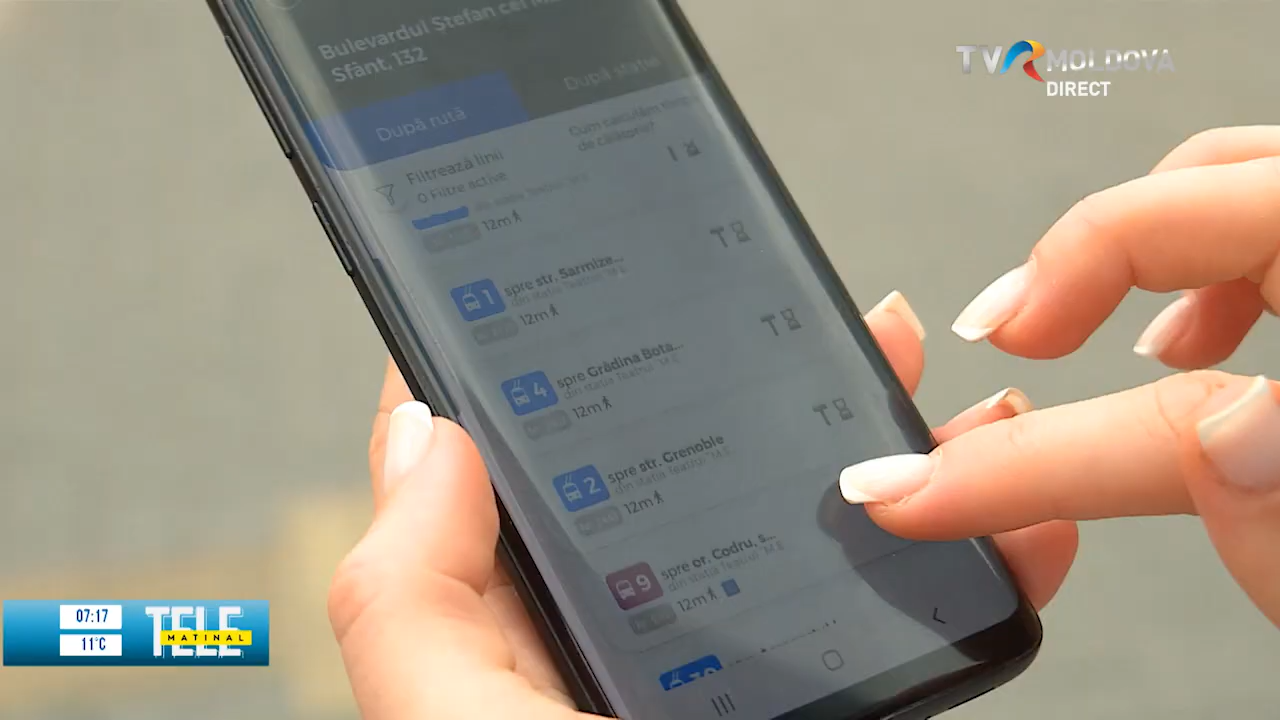 Bulevardul Ștefan cel
Sfânt, 132
După rută
După stație
Filtrează linii
0 Filtre active
Cum calculăm timpul
de călătorie?
12m
1
spre str. Sarmize...
din stația Teatrul "M.E
12m
4
spre Grădina Bota...
din stația Teatrul "M.E
12m
2
spre str. Grenoble
din stația Teatrul "M.E
12m
9
spre or. Codru, s...
din stația Teatrul "M.E
12m
TVR MOLDOVA
DIRECT
07:17
11°C
TELE
MATINAL